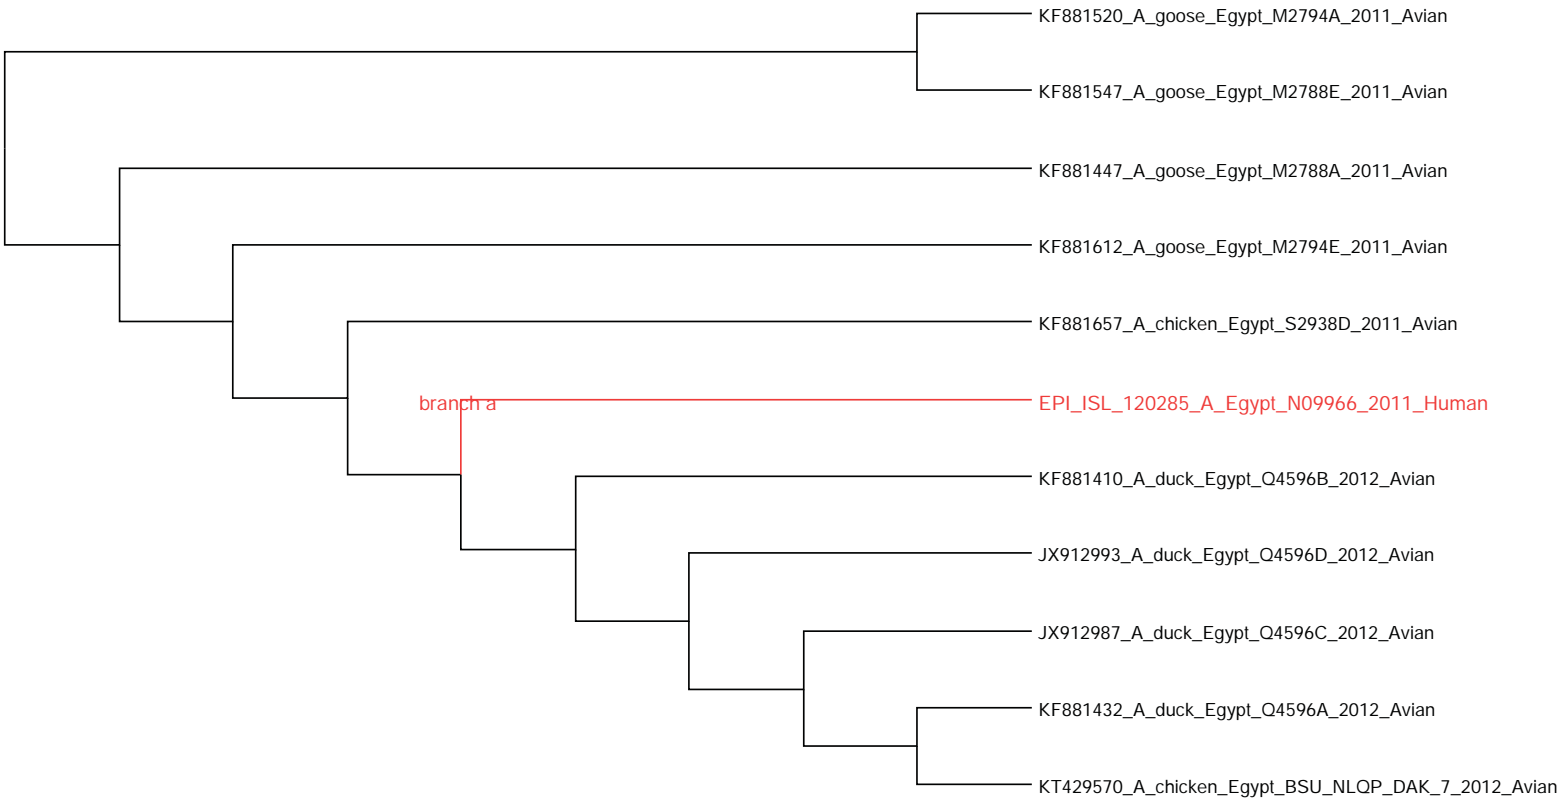 KF881520_A_goose_Egypt_M2794A_2011_Avian
KF881547_A_goose_Egypt_M2788E_2011_Avian
KF881447_A_goose_Egypt_M2788A_2011_Avian
KF881612_A_goose_Egypt_M2794E_2011_Avian
KF881657_A_chicken_Egypt_S2938D_2011_Avian
branch a
EPI_ISL_120285_A_Egypt_N09966_2011_Human
KF881410_A_duck_Egypt_Q4596B_2012_Avian
JX912993_A_duck_Egypt_Q4596D_2012_Avian
JX912987_A_duck_Egypt_Q4596C_2012_Avian
KF881432_A_duck_Egypt_Q4596A_2012_Avian
KT429570_A_chicken_Egypt_BSU_NLQP_DAK_7_2012_Avian